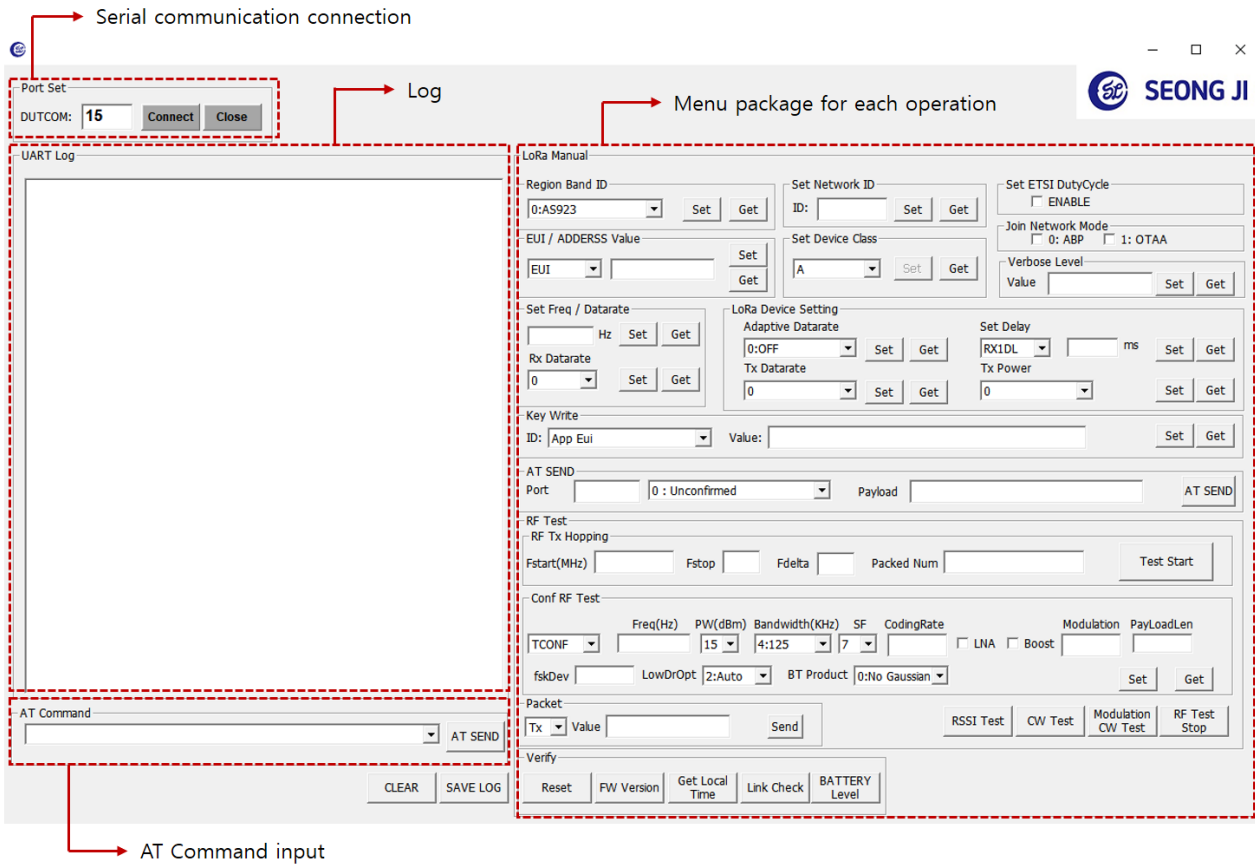 Serial communication connection
Log
Menu package for each operation
SEONG JI
Port Set
DUTCOM: 15 Connect Close
UART Log
LoRa Manual
Region Band ID
0:AS923 Set Get
Set Network ID
ID: Set Get
Set ETSI DutyCycle
ENABLE
Join Network Mode
0: ABP 1: OTAA
EUI / ADDERSS Value
EUI Set
Get
Set Device Class
A Set Get
Verbose Level
Value Set Get
Set Freq / Datarate
Hz Set Get
Rx Datarate
0 Set Get
LoRa Device Setting
Adaptive Datarate Set Delay
0:OFF Set Get RX1DL ms Set Get
Tx Datarate Tx Power
0 Set Get 0 Set Get
Key Write
ID: App Eui Value: Set Get
AT SEND
Port 0 : Unconfirmed Payload AT SEND
RF Test
RF Tx Hopping
Fstart(MHz) Fstop Fdelta Packed Num Test Start
Conf RF Test
Freq(Hz) PW(dBm) Bandwidth(KHz) SF CodingRate Modulation PayLoadLen
TCONF 15 4:125 7 LNA Boost
fskDev LowDrOpt 2:Auto BT Product 0:No Gaussian Set Get
Packet
Tx Value Send
RSSI Test CW Test Modulation CW Test RF Test Stop
Verify
Reset FW Version Get Local Time Link Check BATTERY Level
AT Command
AT SEND
CLEAR SAVE LOG
AT Command input